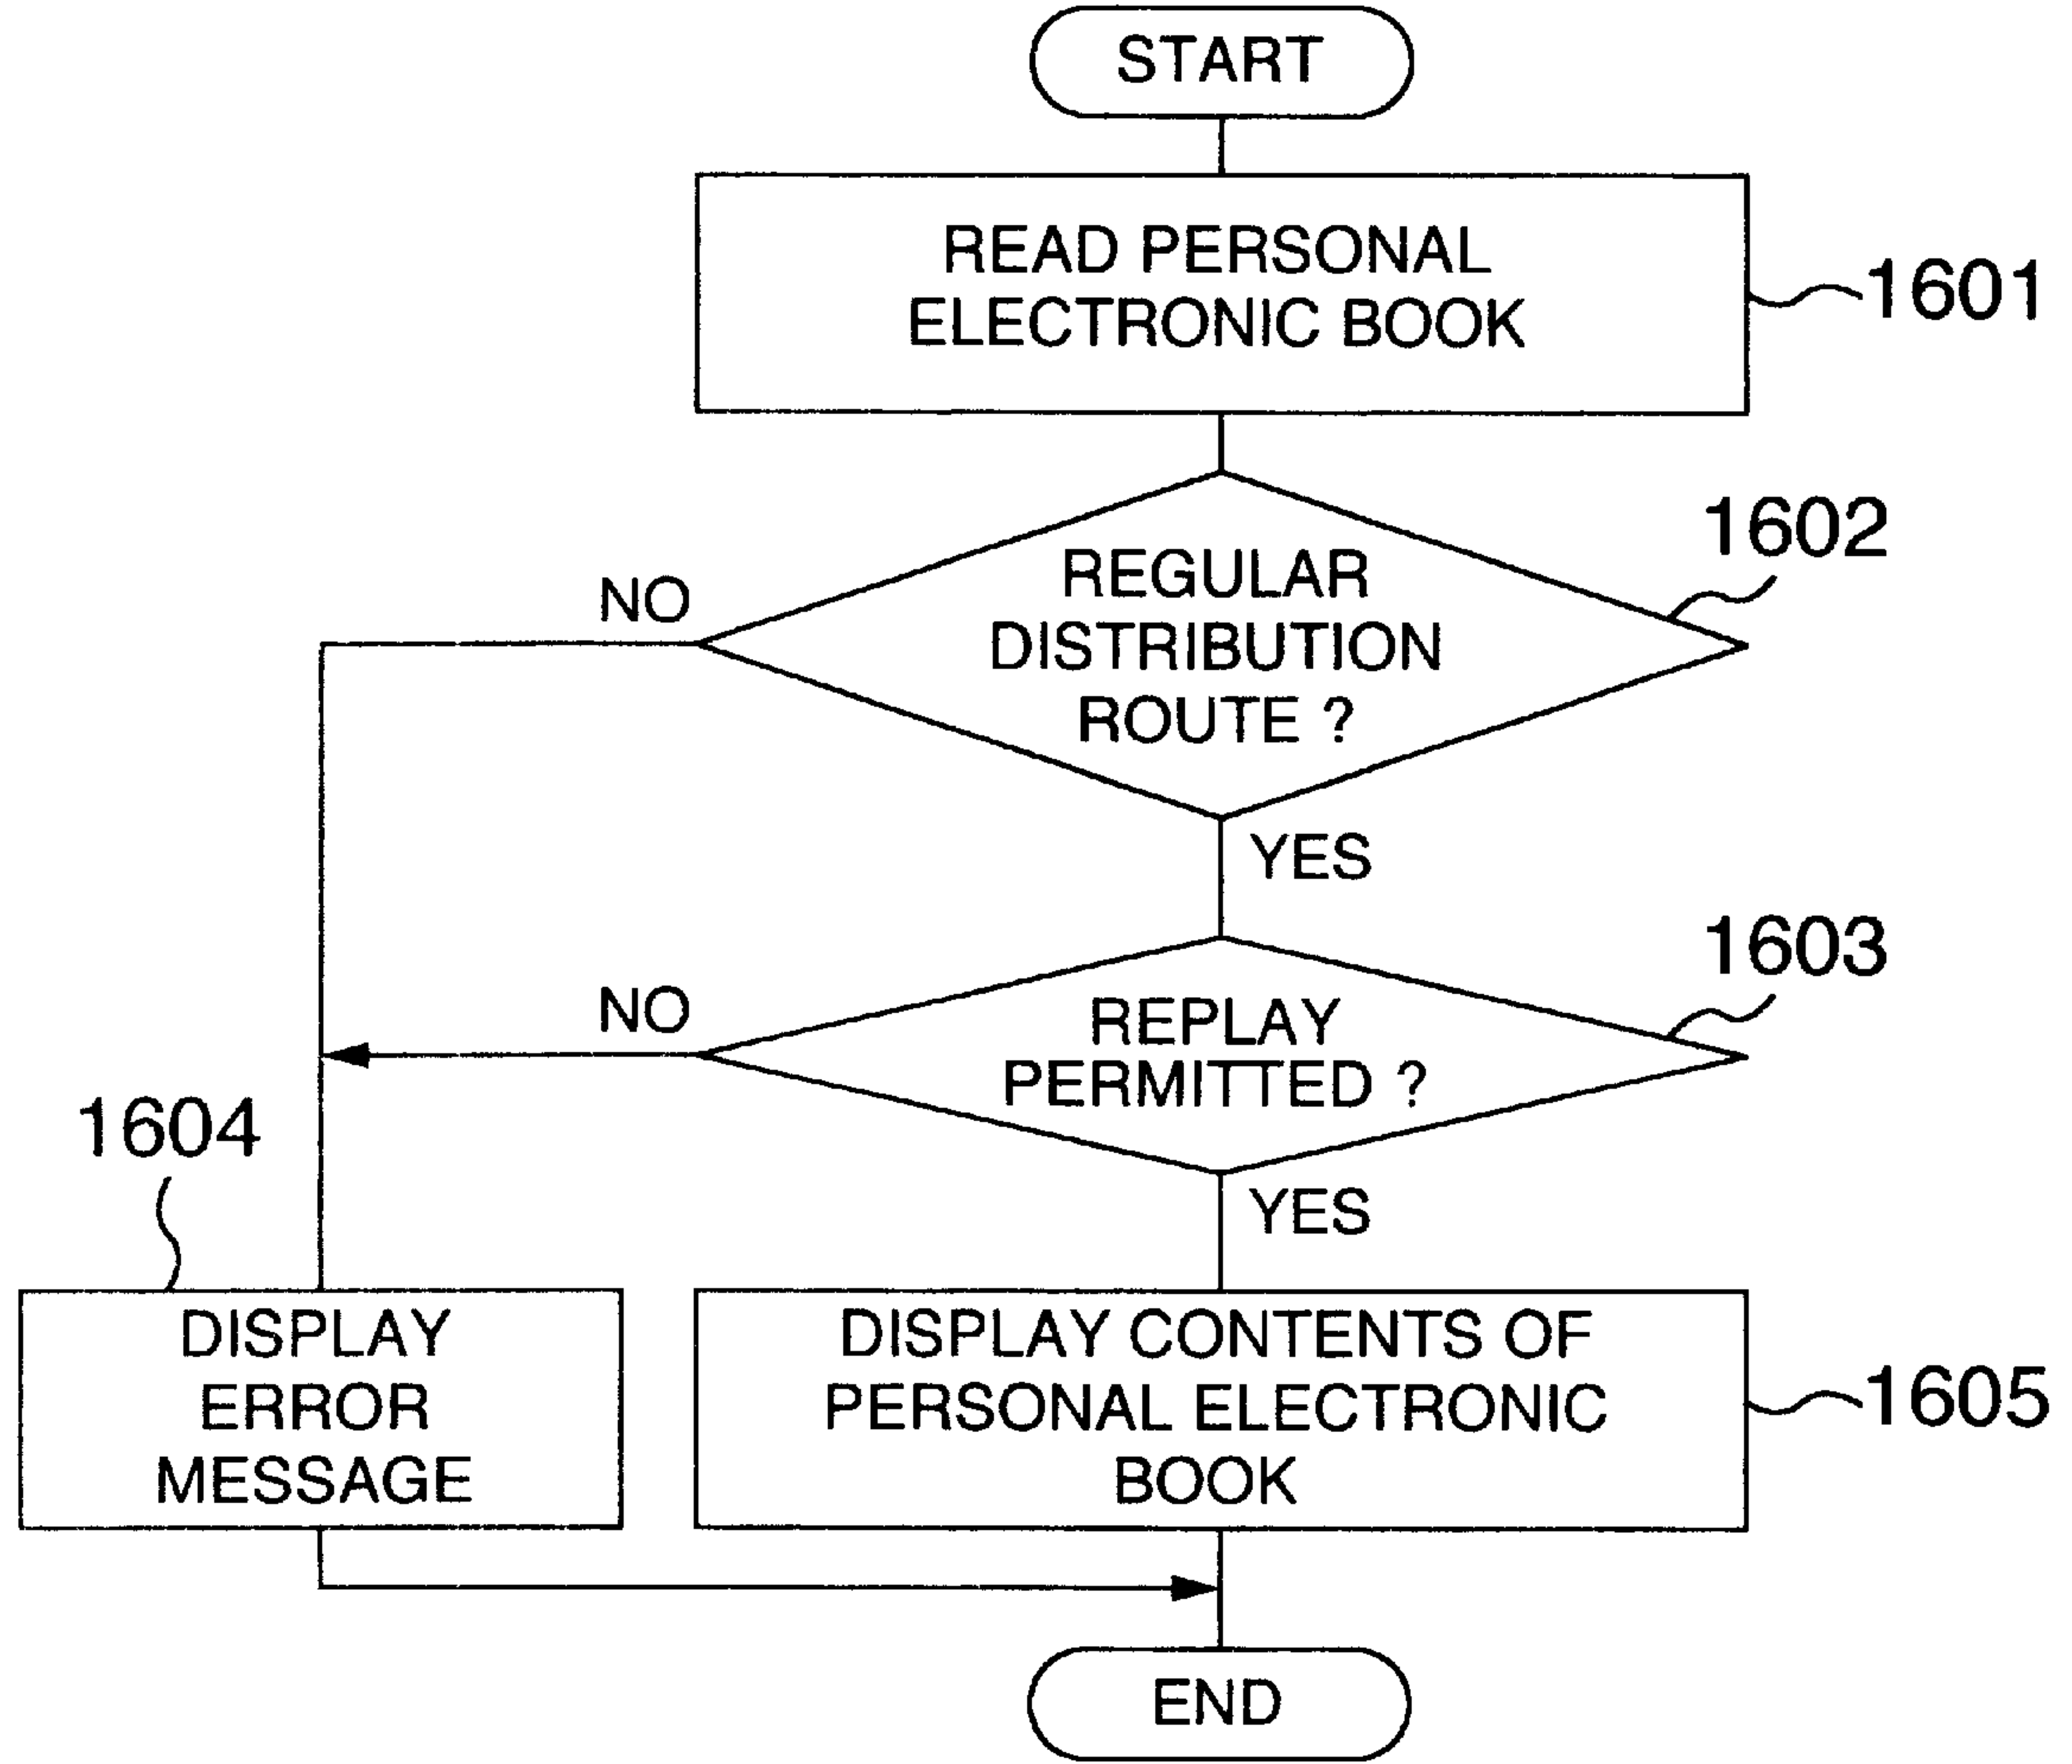 START
READ PERSONAL
ELECTRONIC BOOK
1601
1602
REGULAR
DISTRIBUTION
ROUTE ?
NO
YES
1603
REPLAY
PERMITTED ?
NO
YES
1604
DISPLAY
ERROR
MESSAGE
DISPLAY CONTENTS OF
PERSONAL ELECTRONIC
BOOK
1605
END